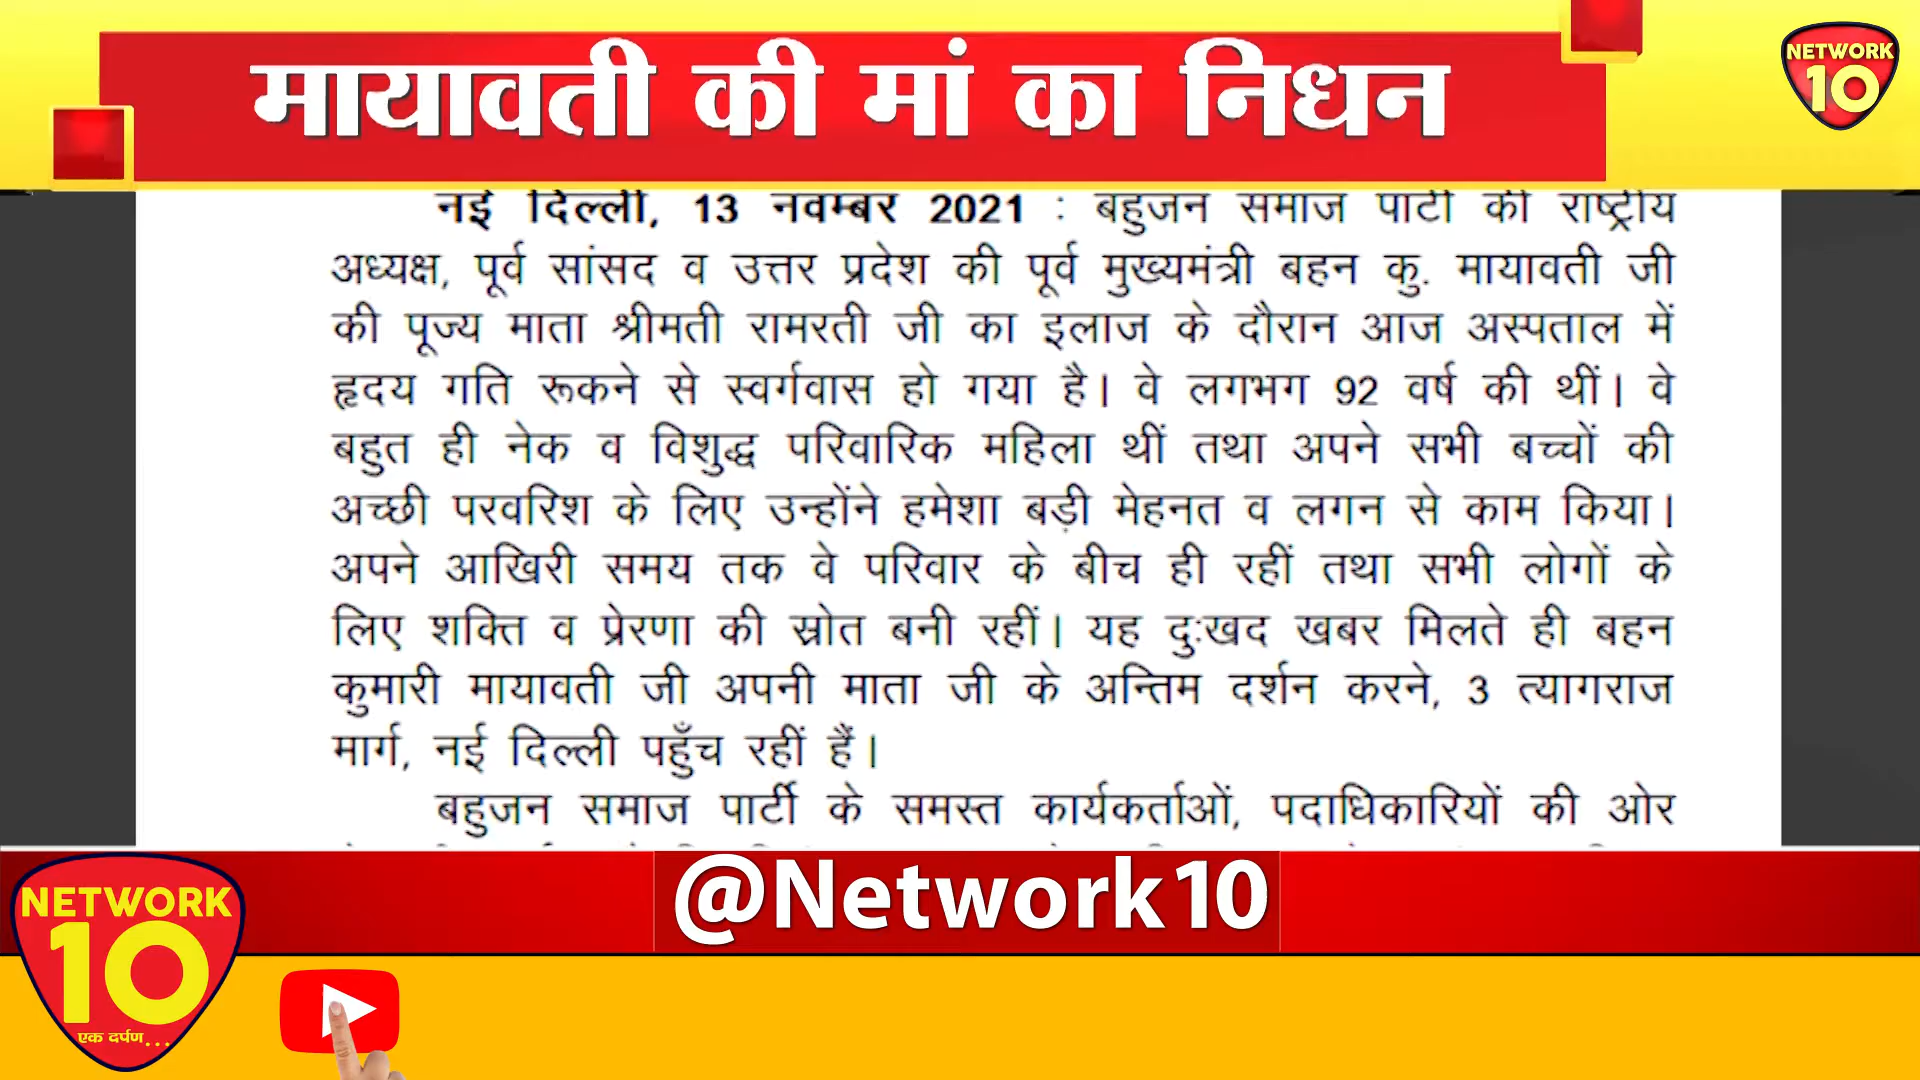 मायावती की मां का निधन
NETWORK
10
नई दिल्ली, 13 नवम्बर 2021 : बहुजन समाज पार्टी की राष्ट्रीय
अध्यक्ष, पूर्व सांसद व उत्तर प्रदेश की पूर्व मुख्यमंत्री बहन कु. मायावती जी
की पूज्य माता श्रीमती रामरती जी का इलाज के दौरान आज अस्पताल में
हृदय गति रूकने से स्वर्गवास हो गया है। वे लगभग 92 वर्ष की थीं। वे
बहुत ही नेक व विशुद्ध परिवारिक महिला थीं तथा अपने सभी बच्चों की
अच्छी परवरिश के लिए उन्होंने हमेशा बड़ी मेहनत व लगन से काम किया।
अपने आखिरी समय तक वे परिवार के बीच ही रहीं तथा सभी लोगों के
लिए शक्ति व प्रेरणा की स्रोत बनी रहीं। यह दुःखद खबर मिलते ही बहन
कुमारी मायावती जी अपनी माता जी के अन्तिम दर्शन करने, 3 त्यागराज
मार्ग, नई दिल्ली पहुँच रहीं हैं।
बहुजन समाज पार्टी के समस्त कार्यकर्ताओं, पदाधिकारियों की ओर
@Network10
NETWORK
10
एक दर्पण...